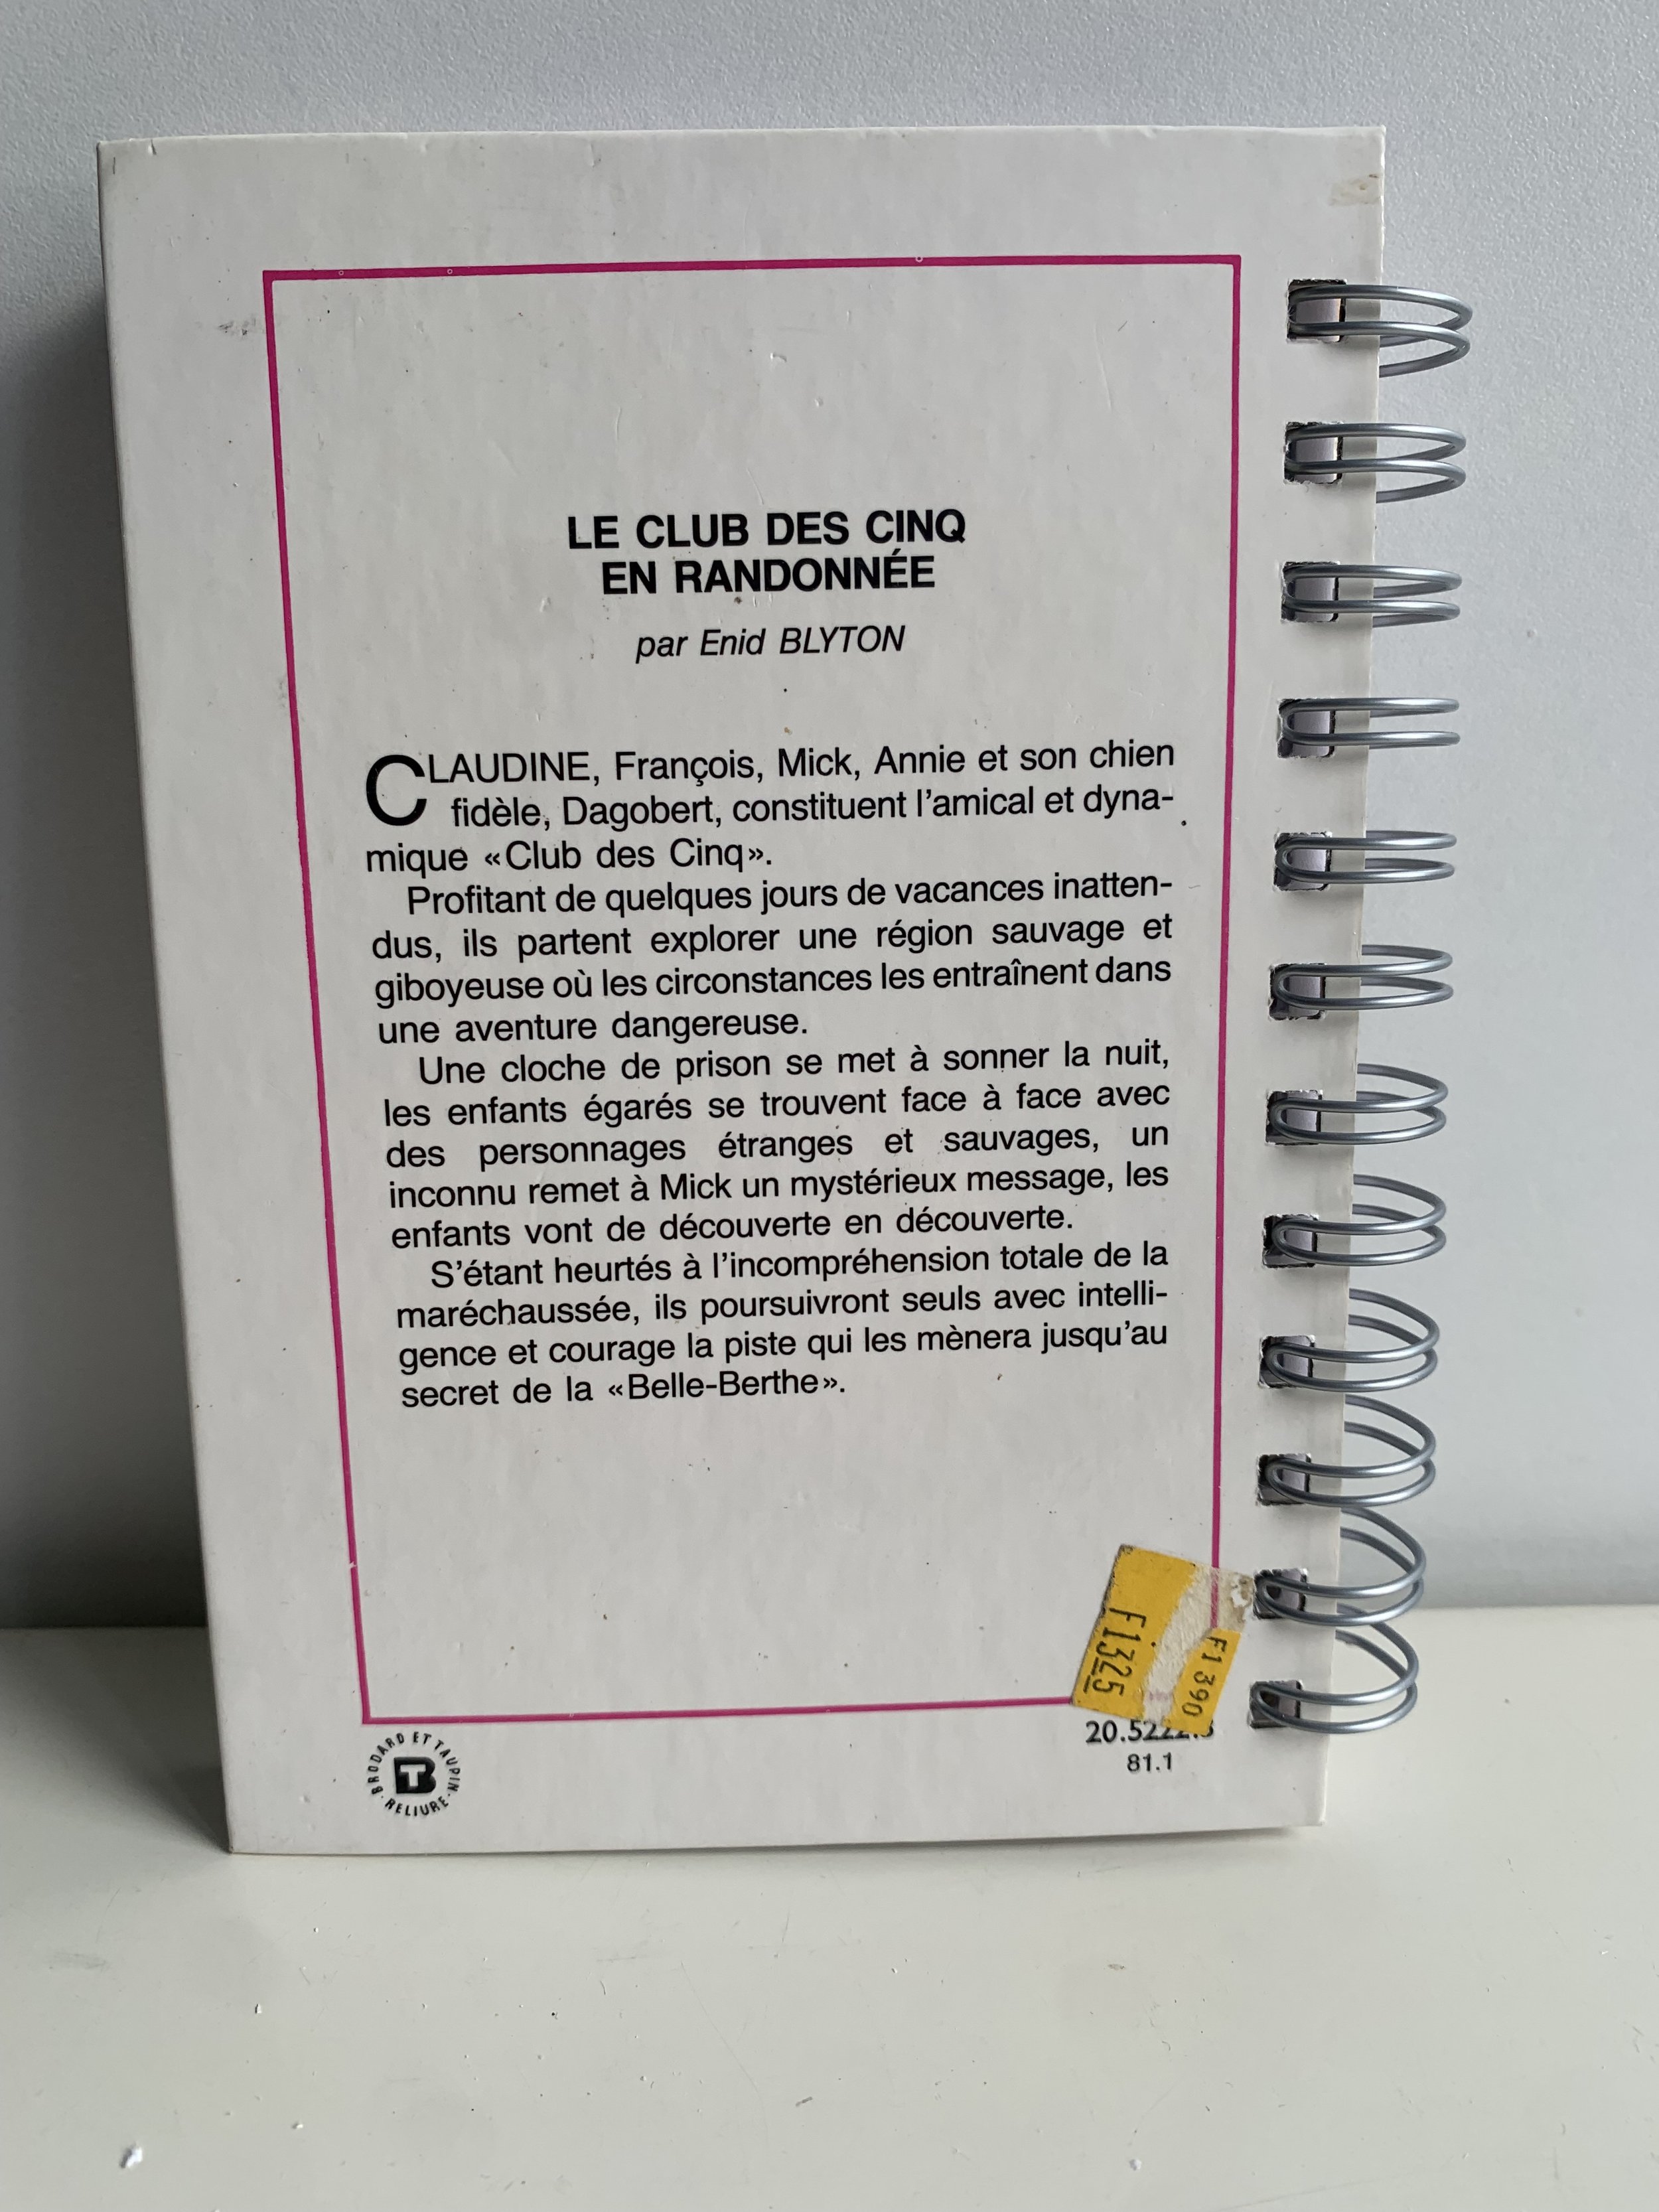 LE CLUB DES CINQ
EN RANDONNÉE
par Enid BLYTON
CLAUDINE, François, Mick, Annie et son chien
fidèle, Dagobert, constituent l'amical et dyna-
mique «Club des Cinq».
Profitant de quelques jours de vacances inatten-
dus, ils partent explorer une région sauvage et
giboyeuse où les circonstances les entraînent dans
une aventure dangereuse.
Une cloche de prison se met à sonner la nuit,
les enfants égarés se trouvent face à face avec
des personnages étranges et sauvages, un
inconnu remet à Mick un mystérieux message, les
enfants vont de découverte en découverte.
S'étant heurtés à l'incompréhension totale de la
maréchaussée, ils poursuivront seuls avec intelli-
gence et courage la piste qui les mènera jusqu'au
secret de la «Belle-Berthe».
F1325
F1390
81.1
BRODARD ET TAUPIN
TB
RELIURE